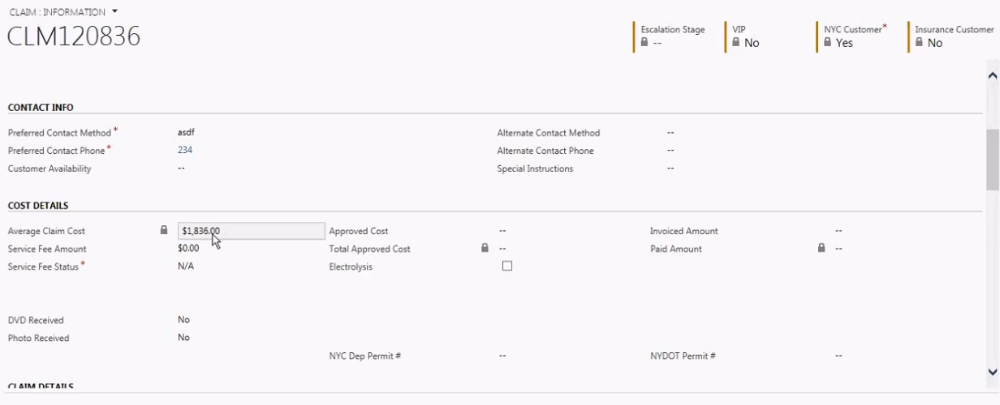 CLAIM : INFORMATION
CLM120836
Escalation Stage VIP NYC Customer* Insurance Customer
-- No Yes No
CONTACT INFO
Preferred Contact Method * asdf Alternate Contact Method --
Preferred Contact Phone * 234 Alternate Contact Phone --
Customer Availability -- Special Instructions --
COST DETAILS
Average Claim Cost $1,836.00 Approved Cost -- Invoiced Amount --
Service Fee Amount $0.00 Total Approved Cost -- Paid Amount --
Service Fee Status * N/A Electrolysis
DVD Received No
Photo Received No
NYC Dep Permit # -- NYDOT Permit # --
CLAIM DETAILS